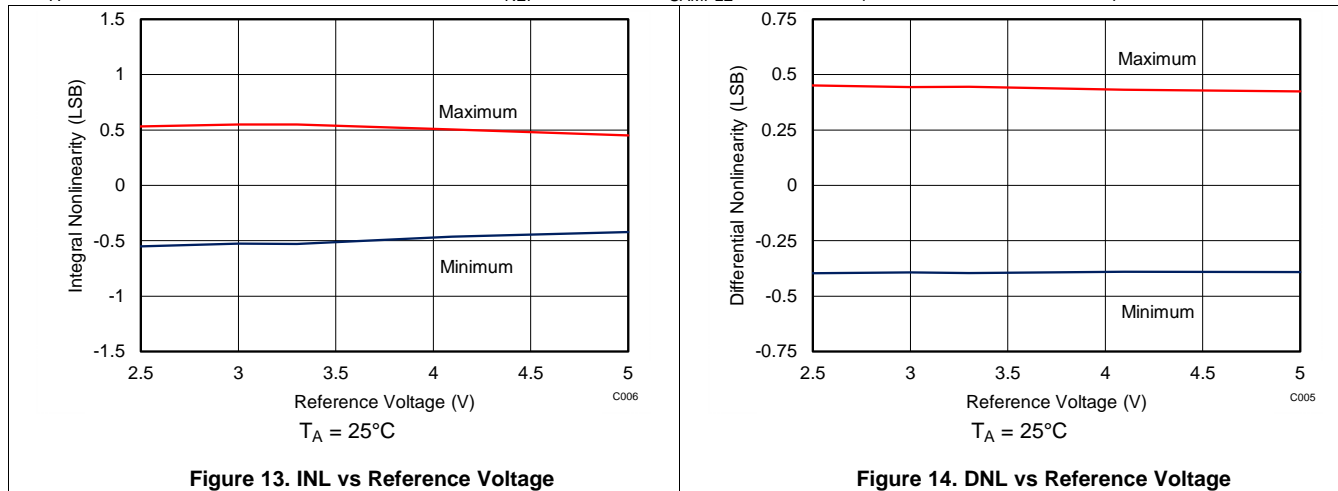 1.5
1
0.5
0
-0.5
-1
-1.5
Integral Nonlinearity (LSB)
Maximum
Minimum
2.5 3 3.5 4 4.5 5
Reference Voltage (V)
C006
TA = 25°C
Figure 13. INL vs Reference Voltage
0.75
0.5
0.25
0
-0.25
-0.5
-0.75
Differential Nonlinearity (LSB)
Maximum
Minimum
2.5 3 3.5 4 4.5 5
Reference Voltage (V)
C005
TA = 25°C
Figure 14. DNL vs Reference Voltage